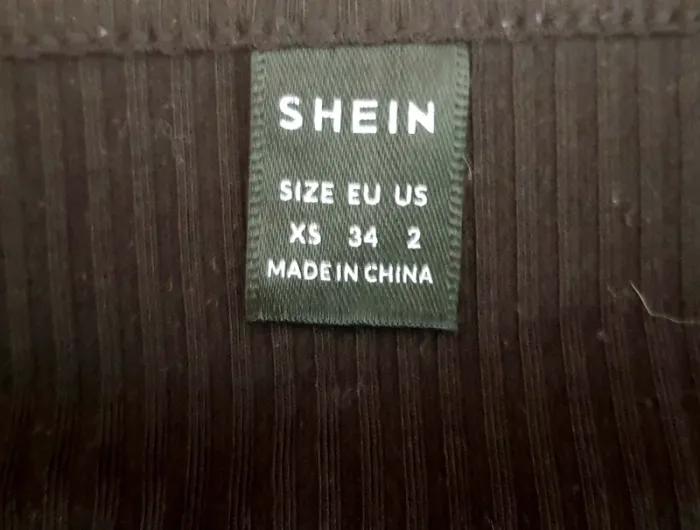 SHEIN
SIZE EU US
XS 34 2
MADE IN CHINA